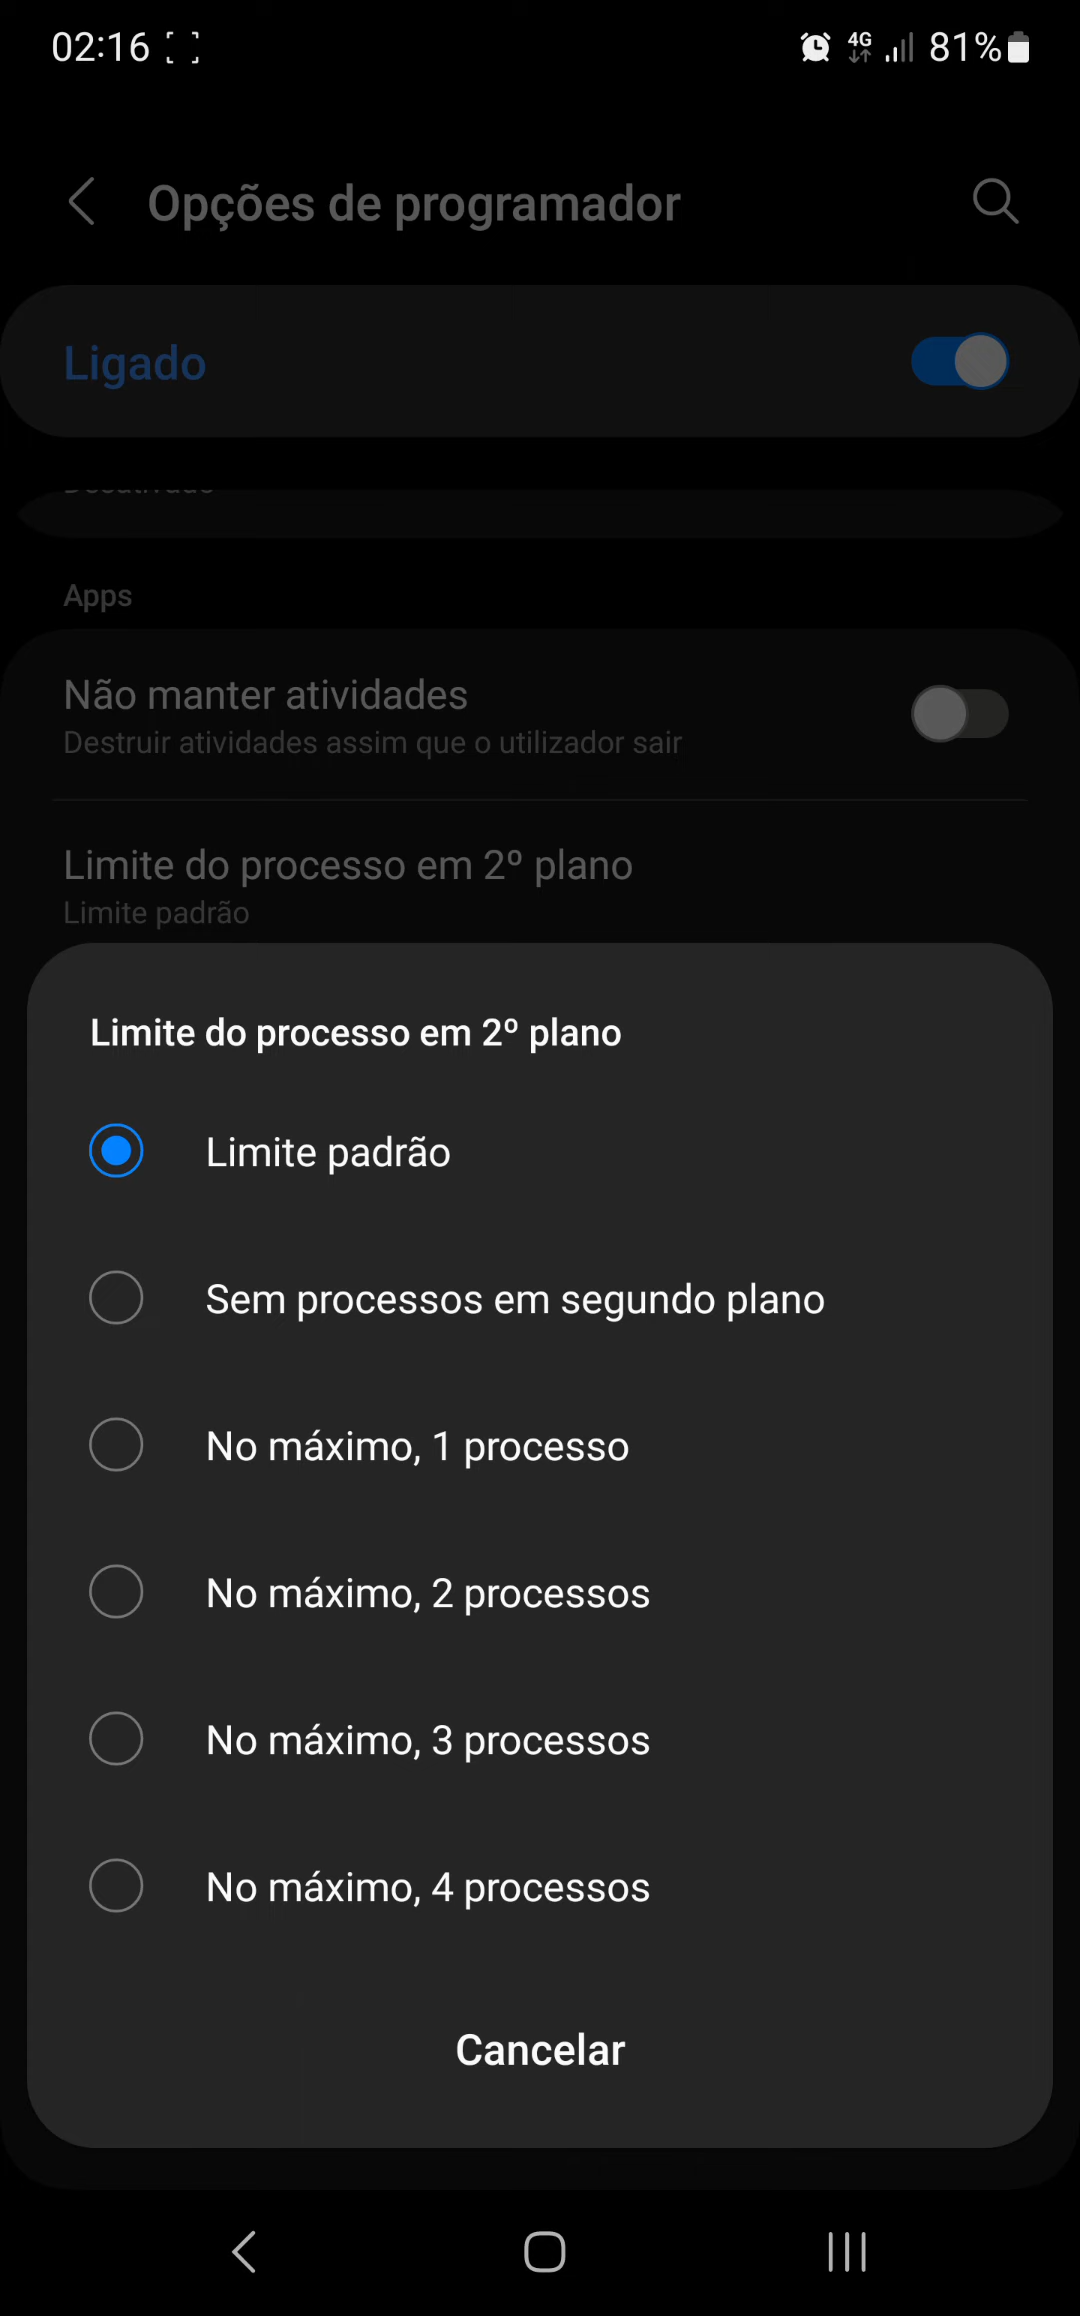 02:16
4G 81%
Opções de programador
Ligado
Desativado
Apps
Não manter atividades
Destruir atividades assim que o utilizador sair
Limite do processo em 2º plano
Limite padrão
Limite do processo em 2º plano
Limite padrão
Sem processos em segundo plano
No máximo, 1 processo
No máximo, 2 processos
No máximo, 3 processos
No máximo, 4 processos
Cancelar